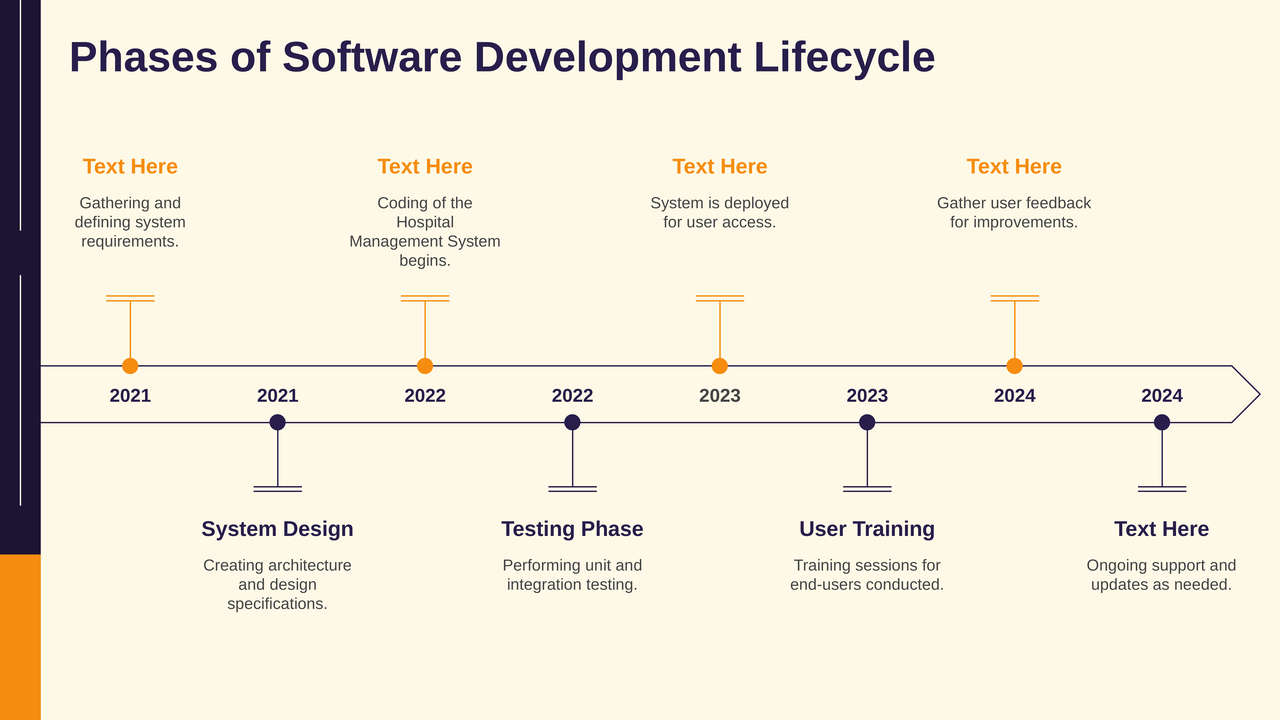 Phases of Software Development Lifecycle
Text Here
Gathering and
defining system
requirements.
Text Here
Coding of the
Hospital
Management System
begins.
Text Here
System is deployed
for user access.
Text Here
Gather user feedback
for improvements.
2021 2021 2022 2022 2023 2023 2024 2024
System Design
Creating architecture
and design
specifications.
Testing Phase
Performing unit and
integration testing.
User Training
Training sessions for
end-users conducted.
Text Here
Ongoing support and
updates as needed.